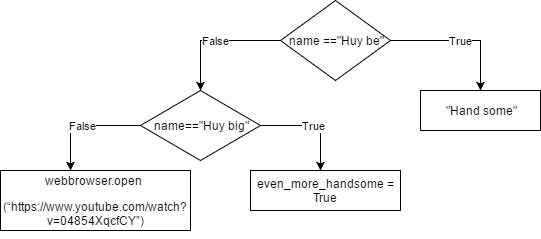 name =="Huy be"
False
True
"Hand some"
name=="Huy big"
False
True
webbrowser.open
(“https://www.youtube.com/watch?
v=04854XqcfCY”)
even_more_handsome =
True